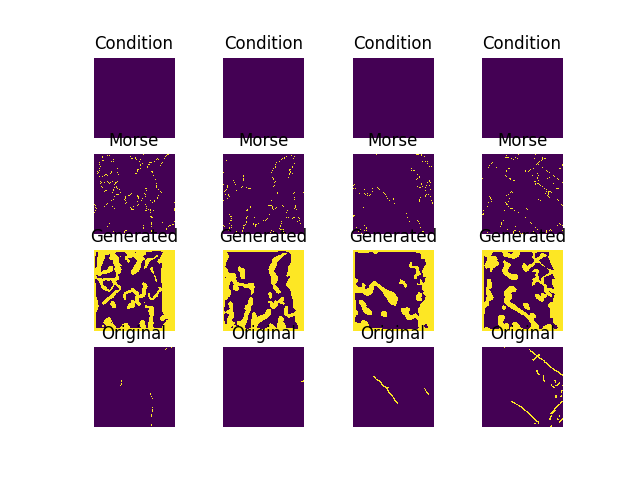 Condition Condition Condition Condition
Morse Morse Morse Morse
Generated Generated Generated Generated
Original Original Original Original